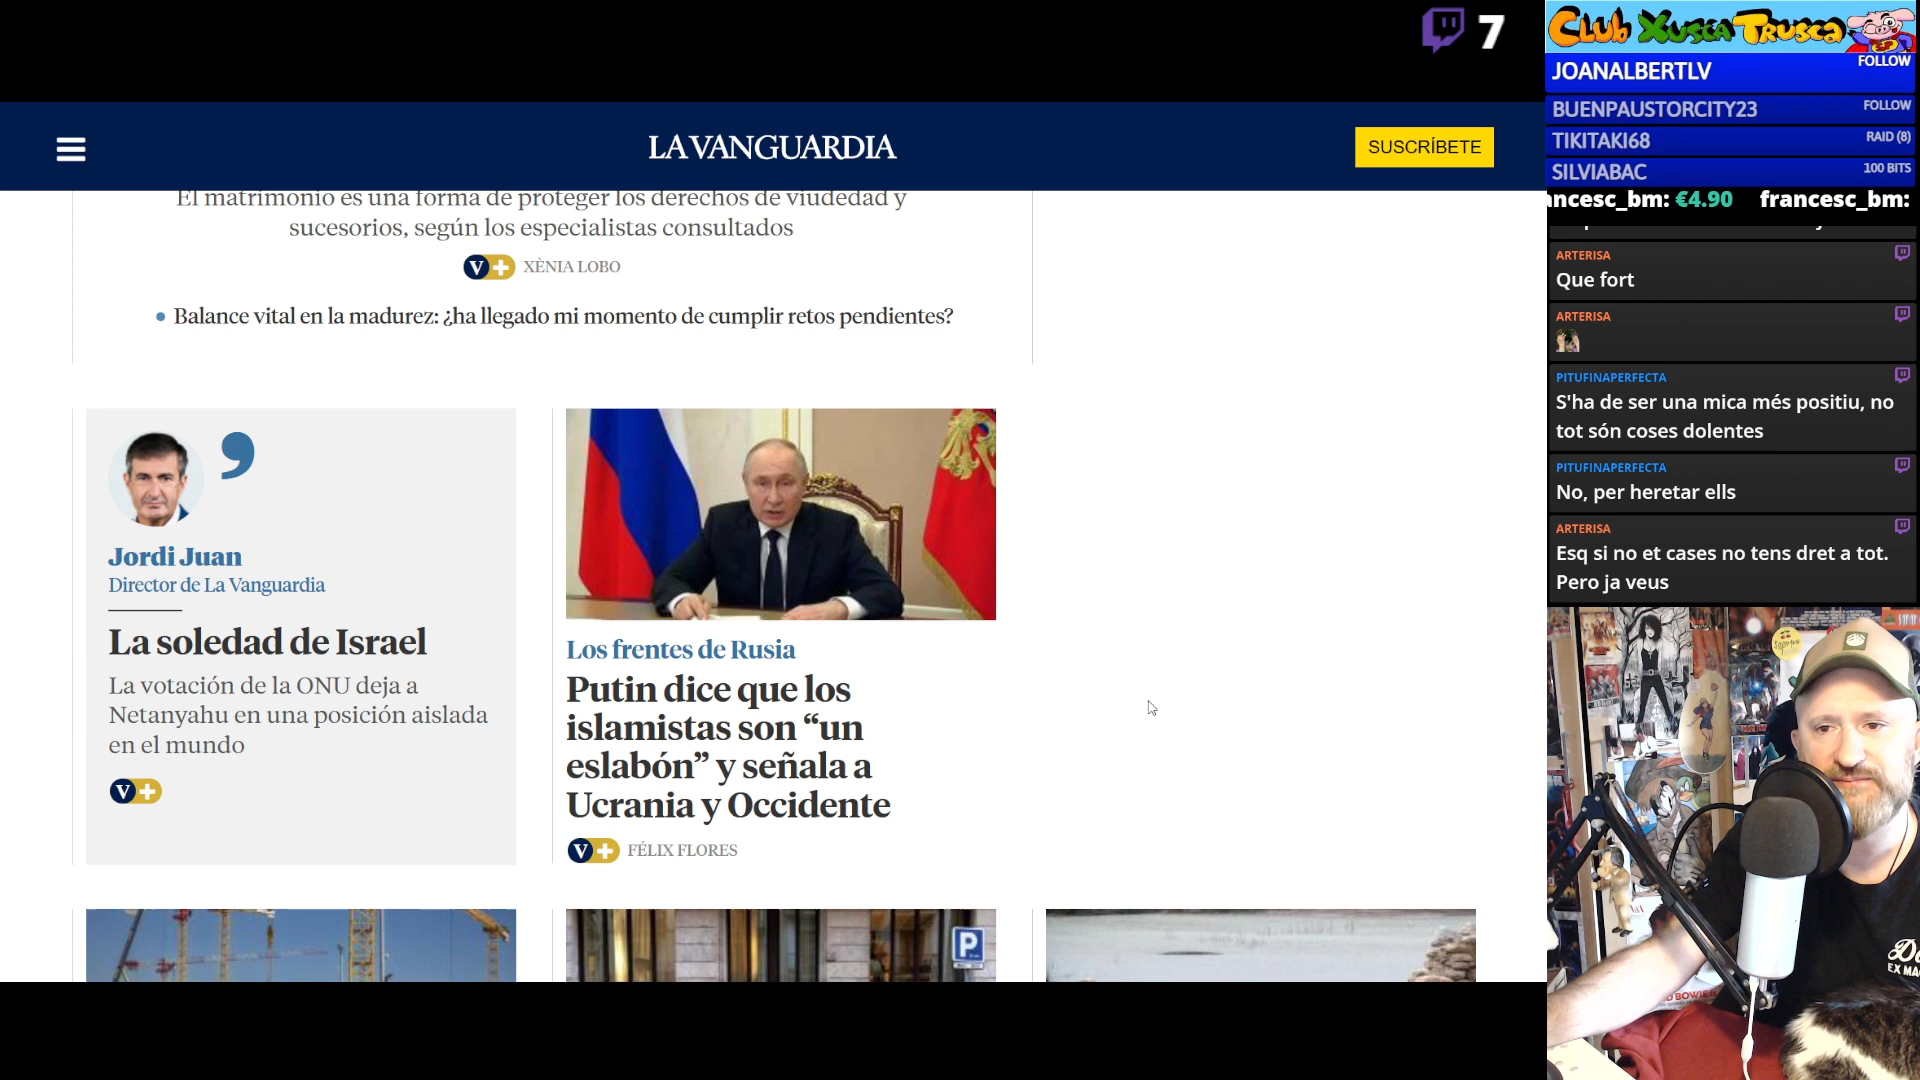 7
LA VANGUARDIA
SUSCRÍBETE
El matrimonio es una forma de proteger los derechos de viudedad y
sucesorios, según los especialistas consultados
V+ XÈNIA LOBO
Balance vital en la madurez: ¿ha llegado mi momento de cumplir retos pendientes?
Jordi Juan
Director de La Vanguardia
La soledad de Israel
La votación de la ONU deja a
Netanyahu en una posición aislada
en el mundo
V+
Los frentes de Rusia
Putin dice que los
islamistas son “un
eslabón” y señala a
Ucrania y Occidente
V+ FÉLIX FLORES
P
Club Xusca Trusca
JOANALBERTLV FOLLOW
BUENPAUSTORCITY23 FOLLOW
TIKITAKI68 RAID (8)
SILVIABAC 100 BITS
ancesc_bm: €4.90 francesc_bm:
ARTERISA
Que fort
ARTERISA
PITUFINAPERFECTA
S'ha de ser una mica més positiu, no
tot són coses dolentes
PITUFINAPERFECTA
No, per heretar ells
ARTERISA
Esq si no et cases no tens dret a tot.
Pero ja veus
EX MA